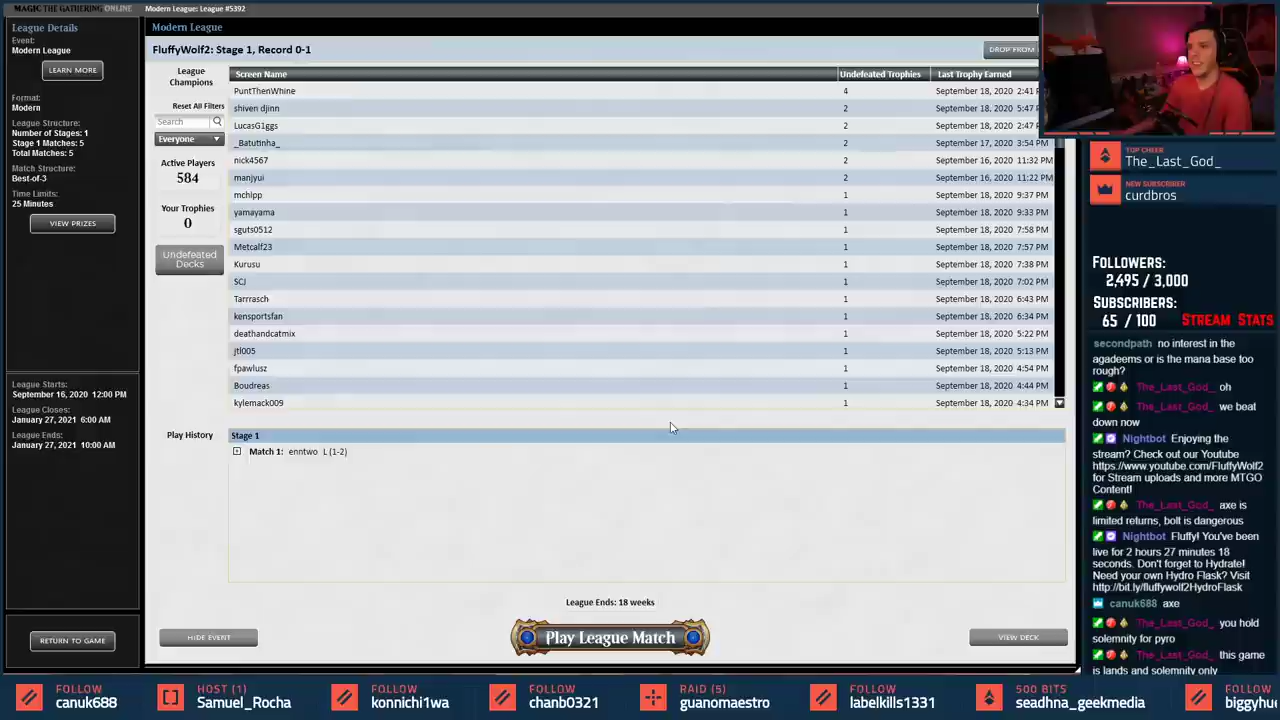 MAGIC THE GATHERING ONLINE
Modern League: League #5392
League Details
Event:
Modern League
LEARN MORE
Format:
Modern
League Structure:
Number of Stages: 1
Stage 1 Matches: 5
Total Matches: 5
Match Structure:
Best-of-3
Time Limits:
25 Minutes
VIEW PRIZES
League Starts:
September 16, 2020 12:00 PM
League Closes:
January 27, 2021 6:00 AM
League Ends:
January 27, 2021 10:00 AM
RETURN TO GAME
Modern League
FluffyWolf2: Stage 1, Record 0-1
DROP FROM
League
Champions
Reset All Filters
Search
Everyone
Active Players
584
Your Trophies
0
Undefeated
Decks
Screen Name Undefeated Trophies Last Trophy Earned
PuntThenWhine 4 September 18, 2020 2:41
shiven djinn 2 September 18, 2020 5:47
LucasG1ggs 2 September 18, 2020 2:47
_Batutinha_ 2 September 17, 2020 3:54 PM
nick4567 2 September 16, 2020 11:32 PM
manjyui 2 September 16, 2020 11:22 PM
mchlpp 1 September 18, 2020 9:37 PM
yamayama 1 September 18, 2020 9:33 PM
sguts0512 1 September 18, 2020 7:58 PM
Metcalf23 1 September 18, 2020 7:57 PM
Kurusu 1 September 18, 2020 7:38 PM
SCJ 1 September 18, 2020 7:02 PM
Tarrrasch 1 September 18, 2020 6:43 PM
kensportsfan 1 September 18, 2020 6:34 PM
deathandcatmix 1 September 18, 2020 5:22 PM
jtl005 1 September 18, 2020 5:13 PM
fpawlusz 1 September 18, 2020 4:54 PM
Boudreas 1 September 18, 2020 4:44 PM
kylemack009 1 September 18, 2020 4:34 PM
Play History
Stage 1
Match 1: enntwo L (1-2)
League Ends: 18 weeks
HIDE EVENT
Play League Match
VIEW DECK
TOP CHEER
The_Last_God_
NEW SUBSCRIBER
curdbros
FOLLOWERS:
2,495 / 3,000
SUBSCRIBERS:
65 / 100
STREAM STATS
secondpath no interest in the
agadeems or is the mana base too
rough?
The_Last_God_ oh
The_Last_God_ we beat
down now
Nightbot Enjoying the
stream? Check out our Youtube
https://www.youtube.com/FluffyWolf2
for Stream uploads and more MTGO
Content!
The_Last_God_ axe is
limited returns, bolt is dangerous
Nightbot Fluffy! You've been
live for 2 hours 27 minutes 18
seconds. Don't forget to Hydrate!
Need your own Hydro Flask? Visit
http://bit.ly/fluffywolf2HydroFlask
canuk688 axe
The_Last_God_ you hold
solemnity for pyro
The_Last_God_ this game
is lands and solemnity only
FOLLOW
canuk688
HOST (1)
Samuel_Rocha
FOLLOW
konnichi1wa
FOLLOW
chanb0321
RAID (5)
guanomaestro
FOLLOW
labelkills1331
500 BITS
seadhna_geekmedia
FOLLOW
biggyhu